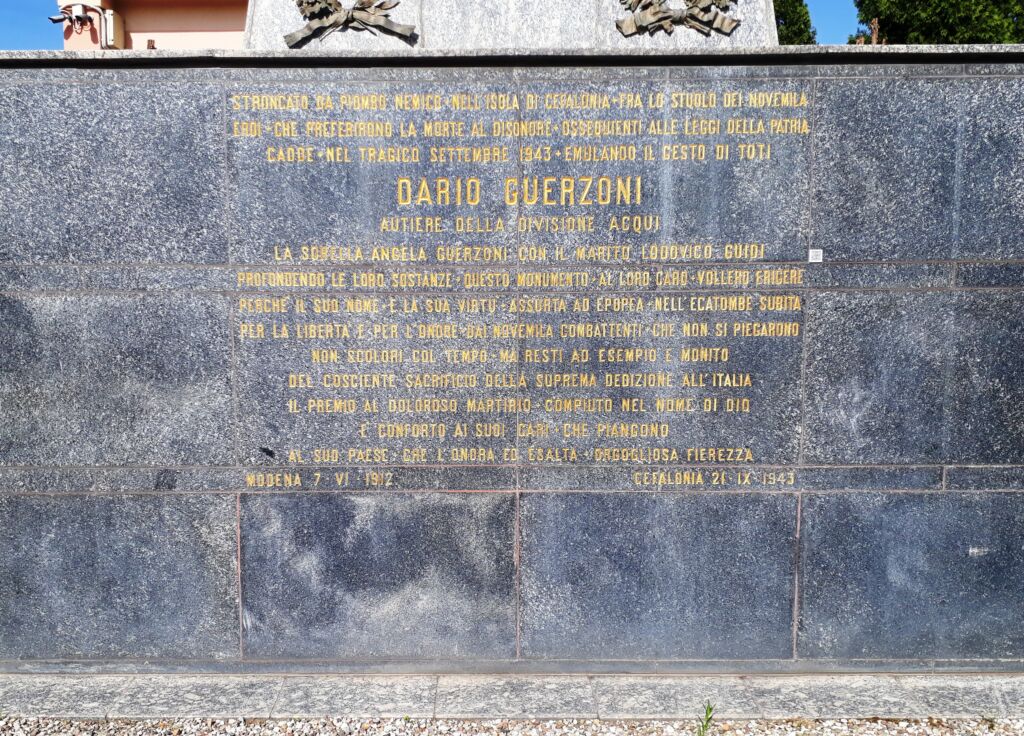 STRONCATO DA PIOMBO NEMICO · NELL'ISOLA DI CEFALONIA · FRA LO STUOLO DEI NOVEMILA
EROI · CHE PREFERIRONO LA MORTE AL DISONORE · OSSEQUIENTI ALLE LEGGI DELLA PATRIA
CADDE · NEL TRAGICO SETTEMBRE 1943 · EMULANDO IL GESTO DI TOTI
DARIO GUERZONI
AUTIERE DELLA DIVISIONE ACQUI
LA SORELLA ANGELA GUERZONI CON IL MARITO LODOVICO GUIDI
PROFONDENDO LE LORO SOSTANZE · QUESTO MONUMENTO · AL LORO CARO · VOLLERO ERIGERE
PERCHÈ IL SUO NOME · E LA SUA VIRTÙ · ASSURTA AD EPOPEA · NELL'ECATOMBE SUBITA
PER LA LIBERTÀ E PER L'ONORE · DAI NOVEMILA COMBATTENTI · CHE NON SI PIEGARONO
NON SCOLORI COL TEMPO · MA RESTI AD ESEMPIO E MONITO
DEL COSCIENTE SACRIFICIO DELLA SUPREMA DEDIZIONE ALL'ITALIA
IL PREMIO AL DOLOROSO MARTIRIO · COMPIUTO NEL NOME DI DIO
È CONFORTO AI SUOI CARI · CHE PIANGONO
AL SUO PAESE · CHE L'ONORA ED ESALTA · ORGOGLIOSA FIEREZZA
MODENA 7 · VI · 1912 CEFALONIA 21 · IX · 1943